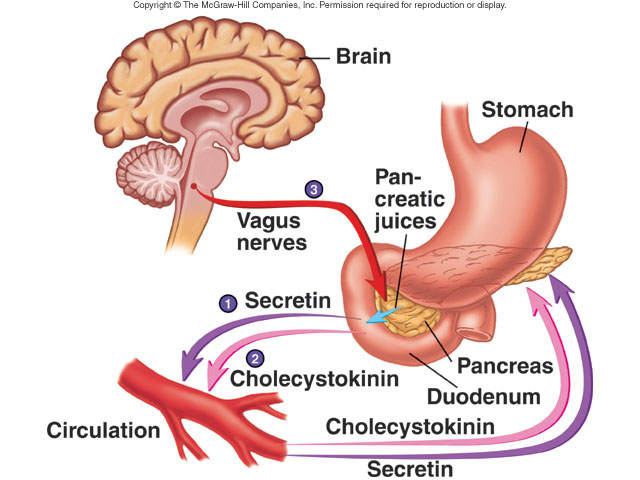 Copyright © The McGraw-Hill Companies, Inc. Permission required for reproduction or display.
Brain
Stomach
Pan-
creatic
juices
3
Vagus
nerves
1 Secretin
2
Cholecystokinin
Pancreas
Duodenum
Circulation
Cholecystokinin
Secretin